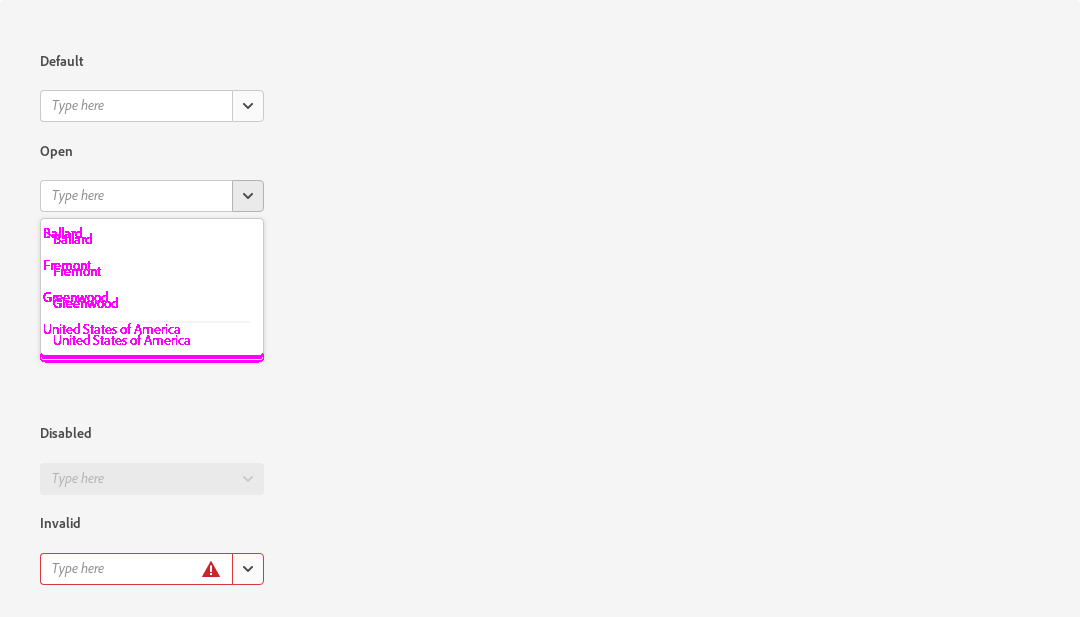 Default
Type here
Open
Type here
Ballard
Ballard
Fremont
Fremont
Greenwood
Greenwood
United States of America
United States of America
Disabled
Type here
Invalid
Type here